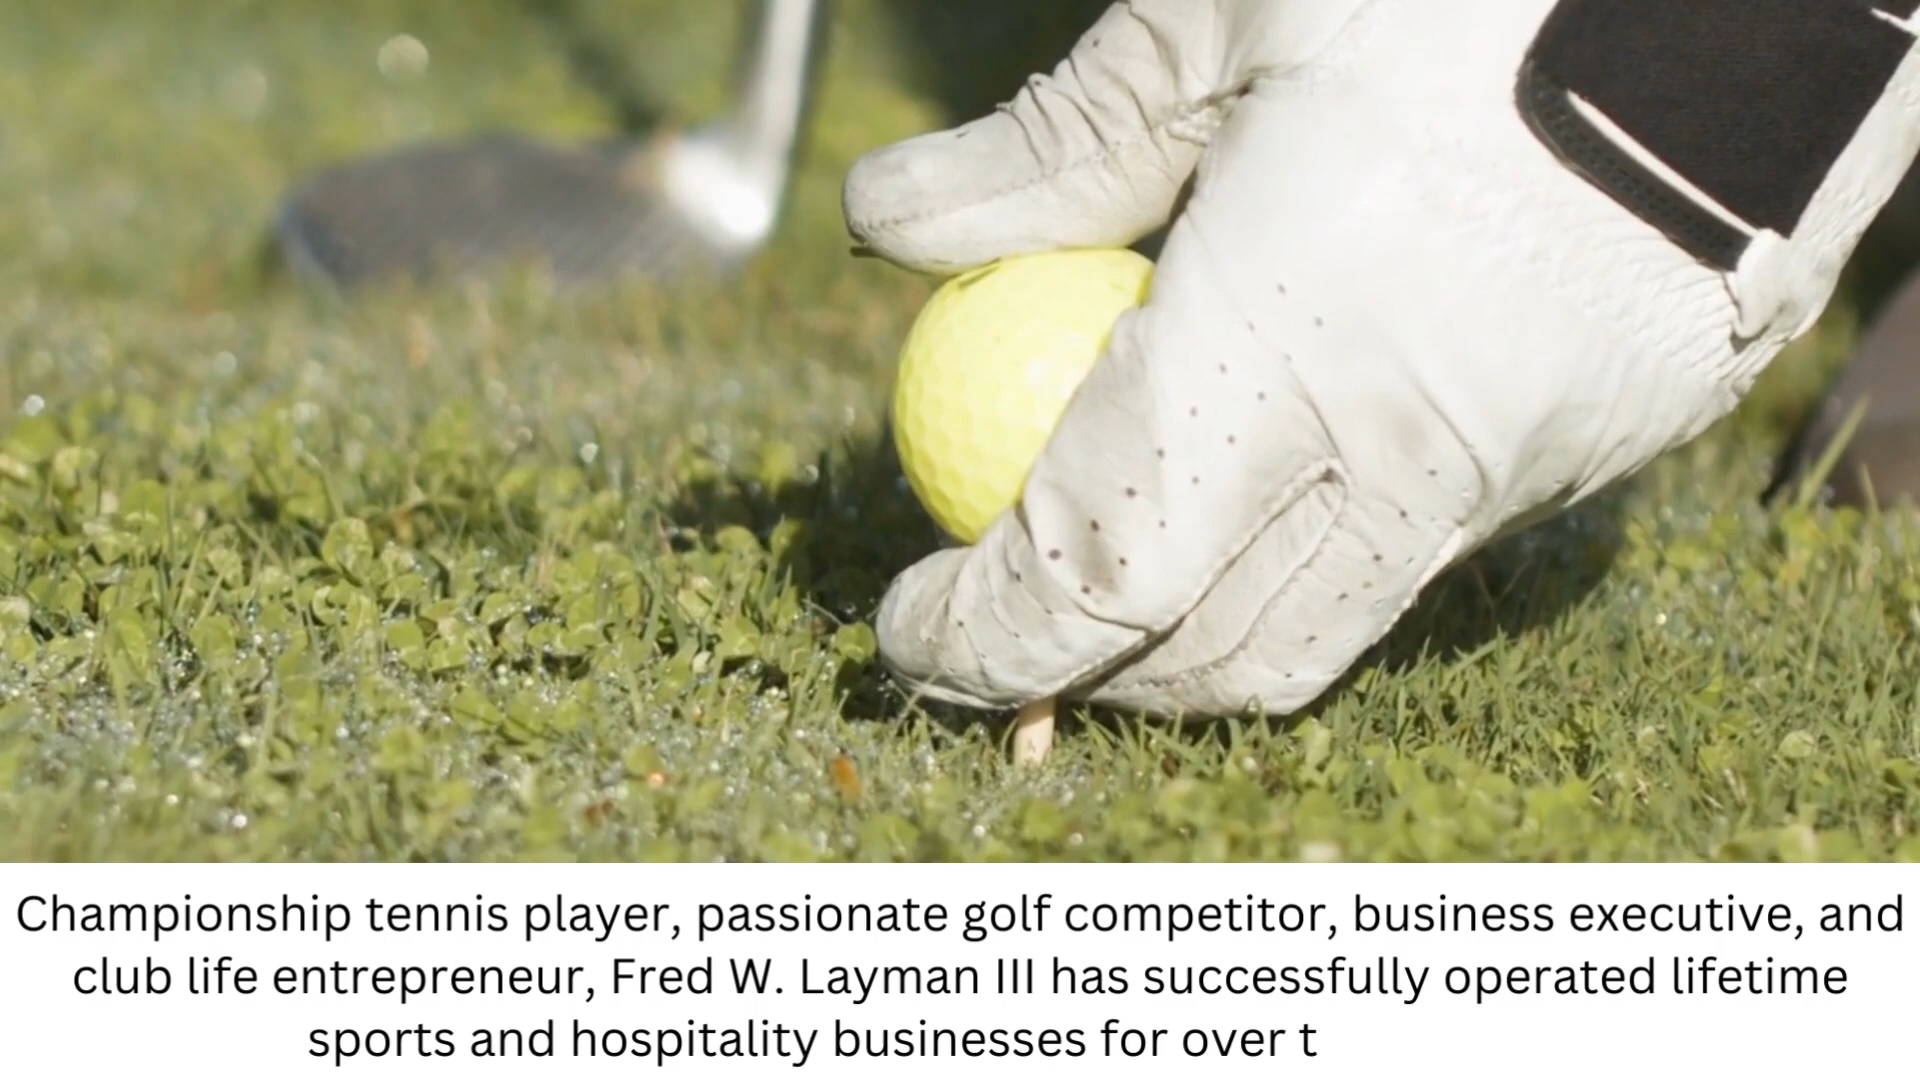 Championship tennis player, passionate golf competitor, business executive, and
club life entrepreneur, Fred W. Layman III has successfully operated lifetime
sports and hospitality businesses for over t